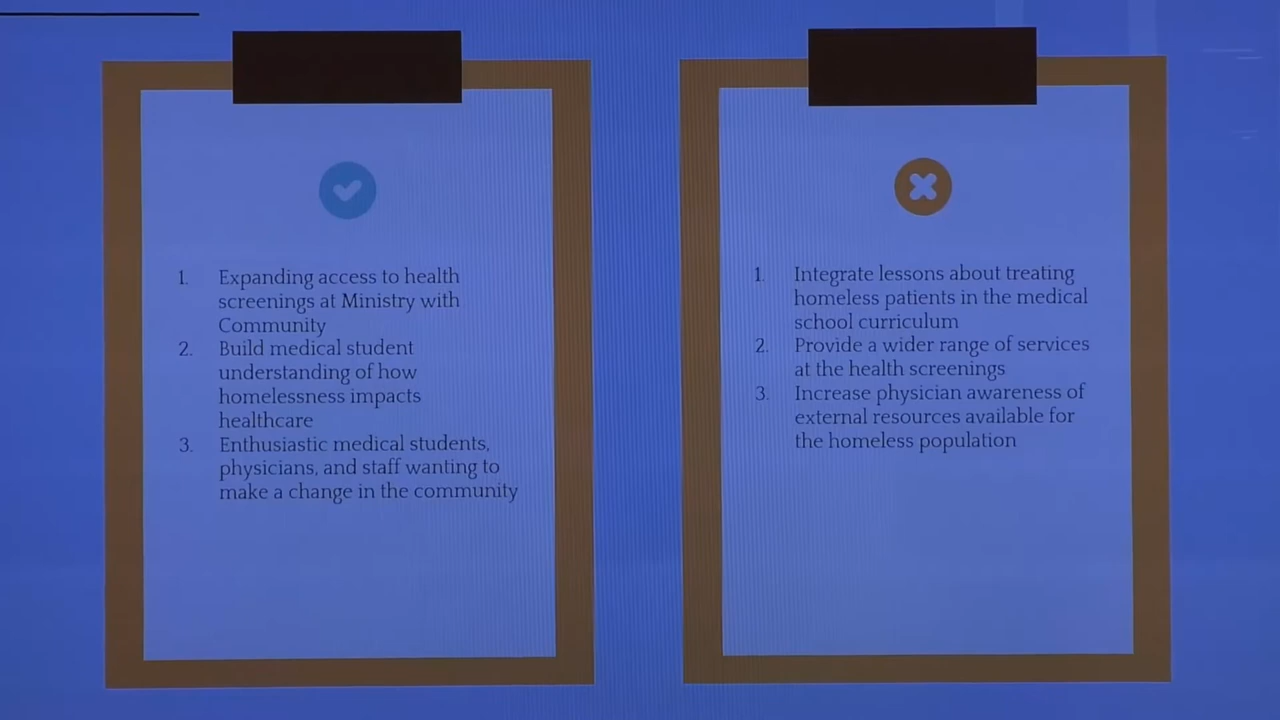 1. Expanding access to health
screenings at Ministry with
Community
2. Build medical student
understanding of how
homelessness impacts
healthcare
3. Enthusiastic medical students,
physicians, and staff wanting to
make a change in the community
1. Integrate lessons about treating
homeless patients in the medical
school curriculum
2. Provide a wider range of services
at the health screenings
3. Increase physician awareness of
external resources available for
the homeless population